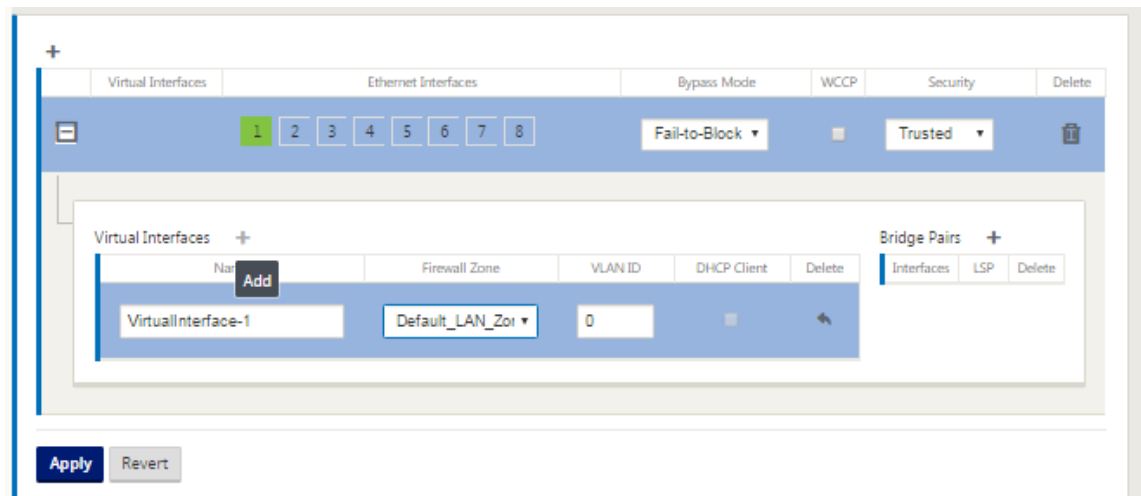 +
Virtual Interfaces Ethernet Interfaces Bypass Mode WCCP Security Delete
1 2 3 4 5 6 7 8 Fail-to-Block Trusted
Virtual Interfaces + Bridge Pairs +
Firewall Zone VLAN ID DHCP Client Delete Interfaces LSP Delete
Add
VirtualInterface-1 Default_LAN_Zor 0
Apply Revert